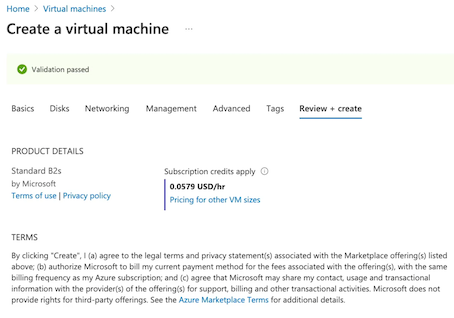 Home > Virtual machines >
Create a virtual machine ...
Validation passed
Basics Disks Networking Management Advanced Tags Review + create
PRODUCT DETAILS
Standard B2s
by Microsoft
Terms of use | Privacy policy
Subscription credits apply
0.0579 USD/hr
Pricing for other VM sizes
TERMS
By clicking "Create", I (a) agree to the legal terms and privacy statement(s) associated with the Marketplace offering(s) listed
above; (b) authorize Microsoft to bill my current payment method for the fees associated with the offering(s), with the same
billing frequency as my Azure subscription; and (c) agree that Microsoft may share my contact, usage and transactional
information with the provider(s) of the offering(s) for support, billing and other transactional activities. Microsoft does not
provide rights for third-party offerings. See the Azure Marketplace Terms for additional details.